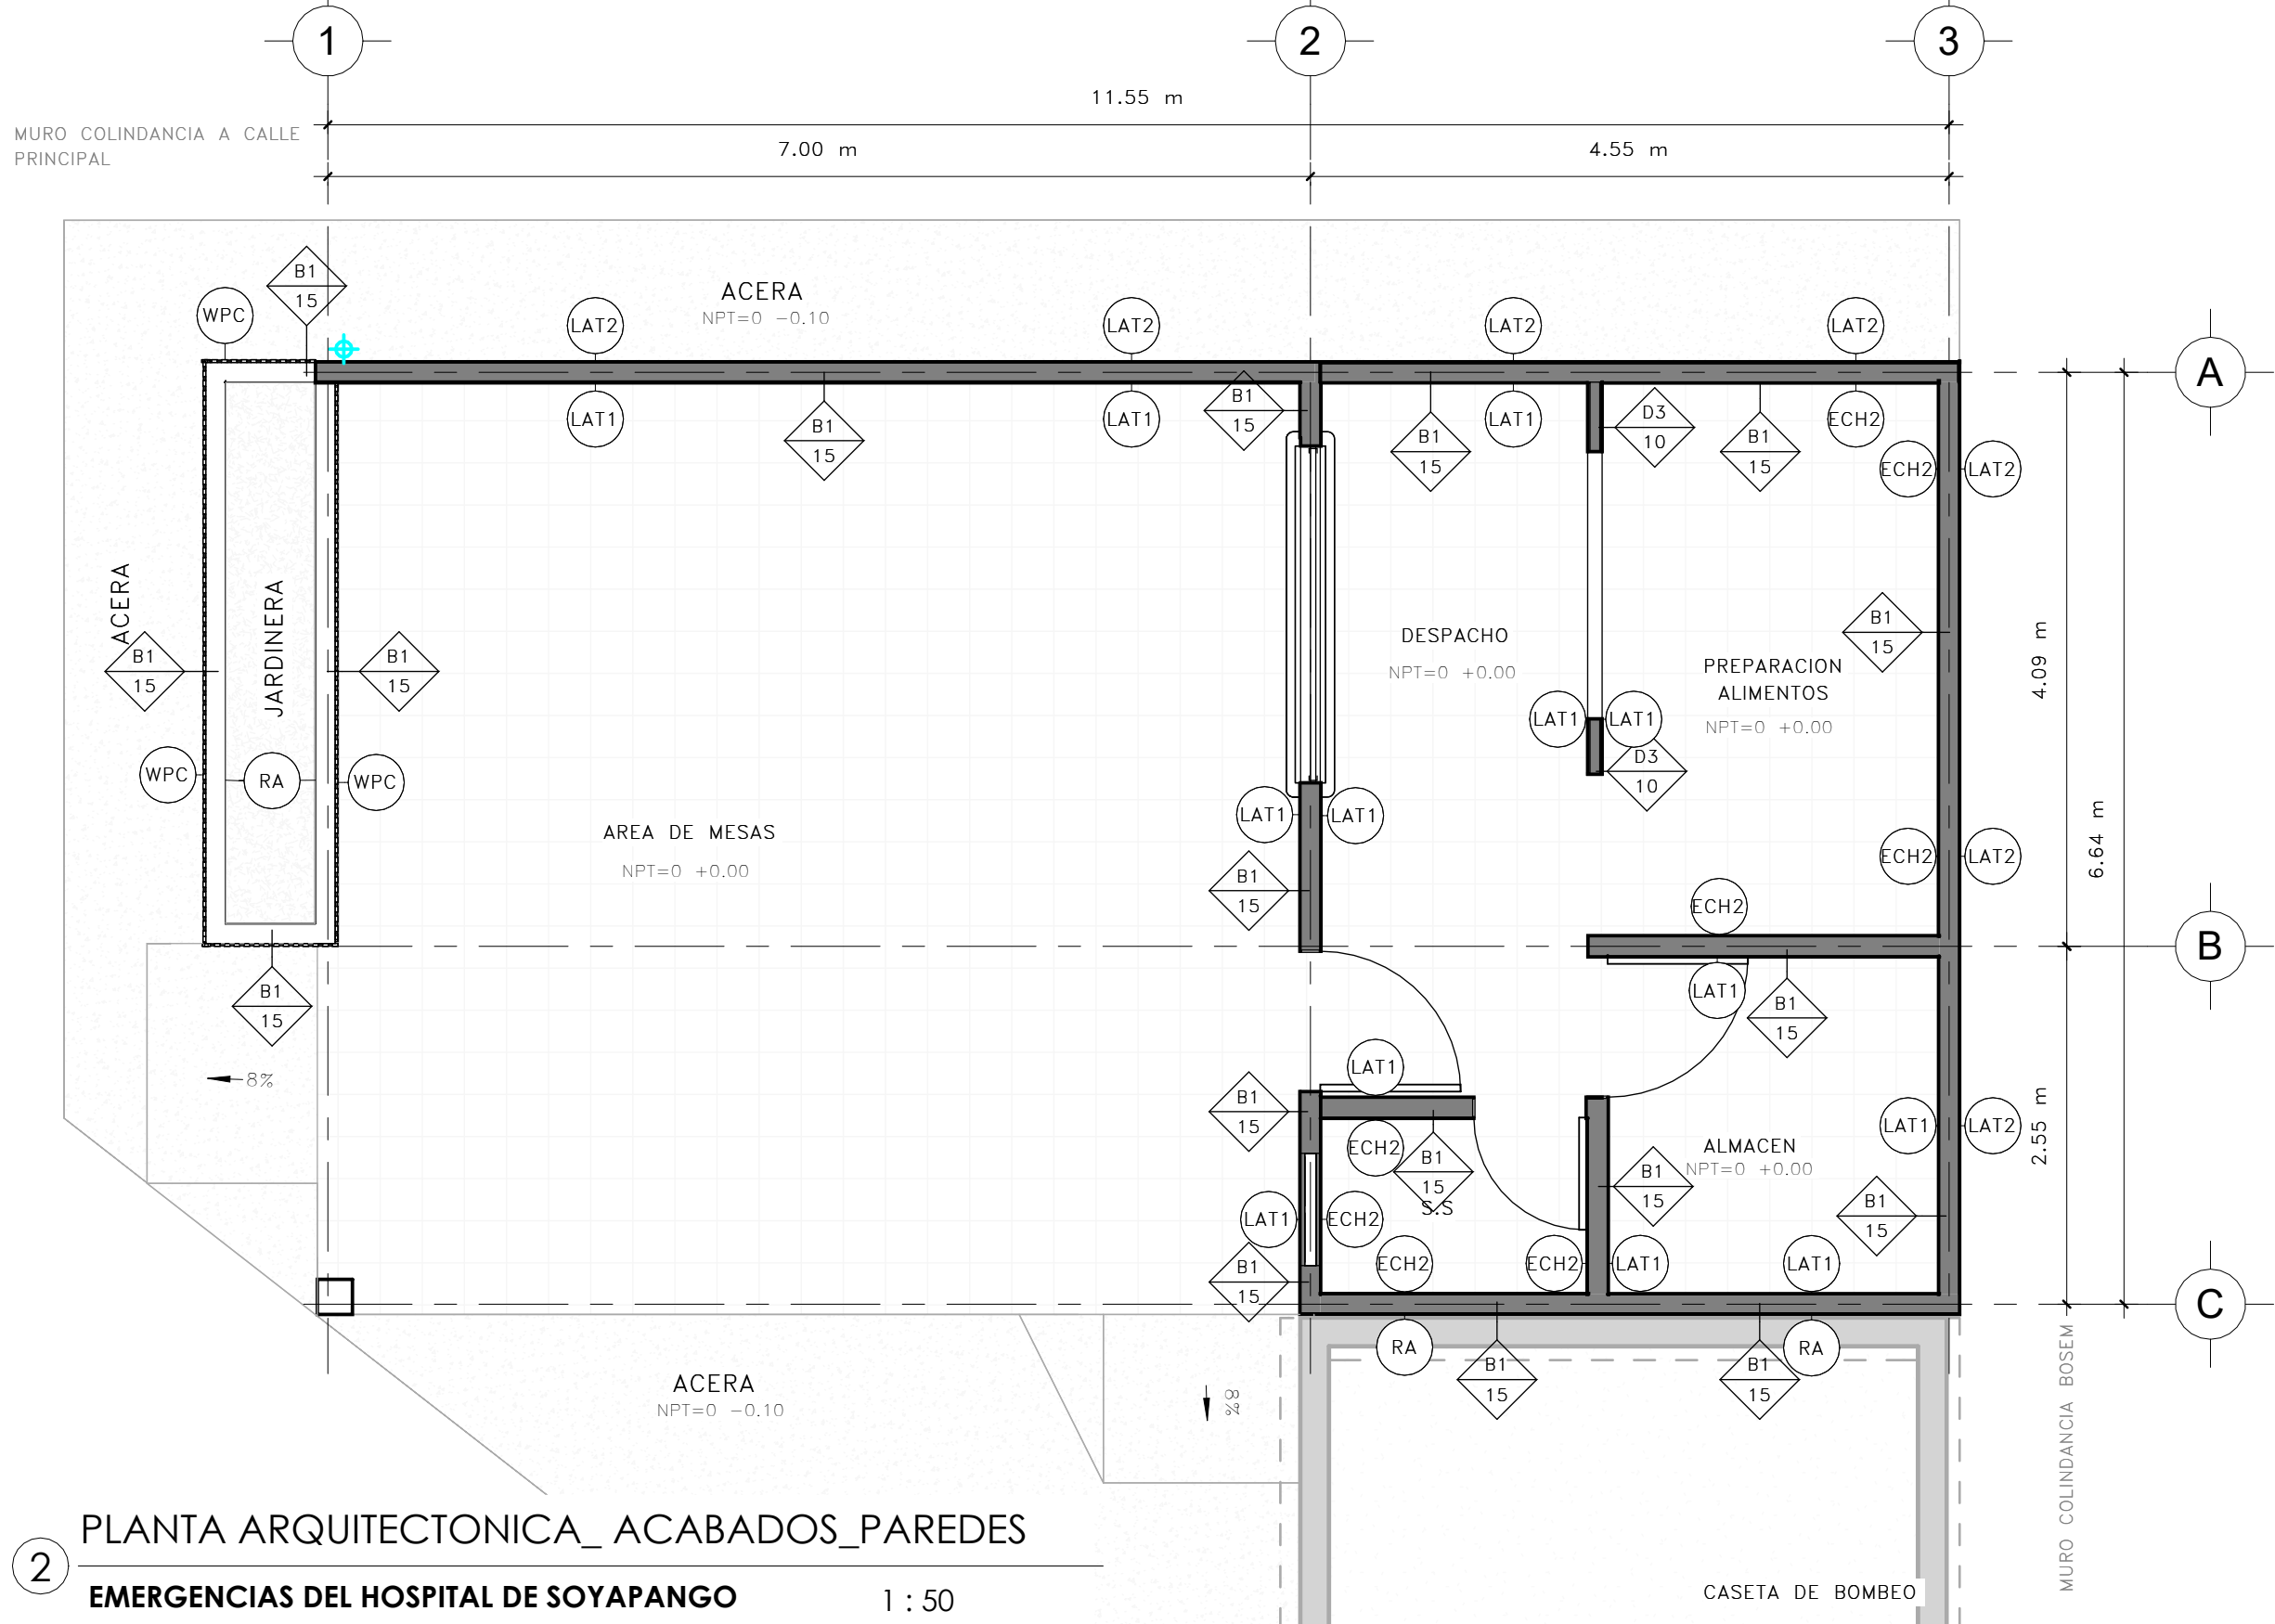 1
2
3
11.55 m
MURO COLINDANCIA A CALLE
PRINCIPAL
7.00 m
4.55 m
B1
15
ACERA
NPT=0 -0.10
WPC
LAT2
LAT2
LAT2
LAT2
A
LAT1
B1
15
LAT1
B1
15
B1
15
LAT1
D3
10
B1
15
ECH2
ECH2
LAT2
ACERA
JARDINERA
B1
15
B1
15
DESPACHO
NPT=0 +0.00
PREPARACION
ALIMENTOS
NPT=0 +0.00
B1
15
4.09 m
LAT1
LAT1
D3
10
WPC
RA
WPC
LAT1
LAT1
AREA DE MESAS
NPT=0 +0.00
6.64 m
ECH2
LAT2
B1
15
ECH2
B
B1
15
LAT1
B1
15
8%
LAT1
B1
15
ECH2
B1
15
S.S
ALMACEN
NPT=0 +0.00
B1
15
LAT1
LAT2
2.55 m
B1
15
LAT1
ECH2
B1
15
ECH2
ECH2
LAT1
LAT1
C
RA
B1
15
B1
15
RA
ACERA
NPT=0 -0.10
8%
MURO COLINDANCIA BOSEM
2
PLANTA ARQUITECTONICA_ ACABADOS_PAREDES
EMERGENCIAS DEL HOSPITAL DE SOYAPANGO
1 : 50
CASETA DE BOMBEO